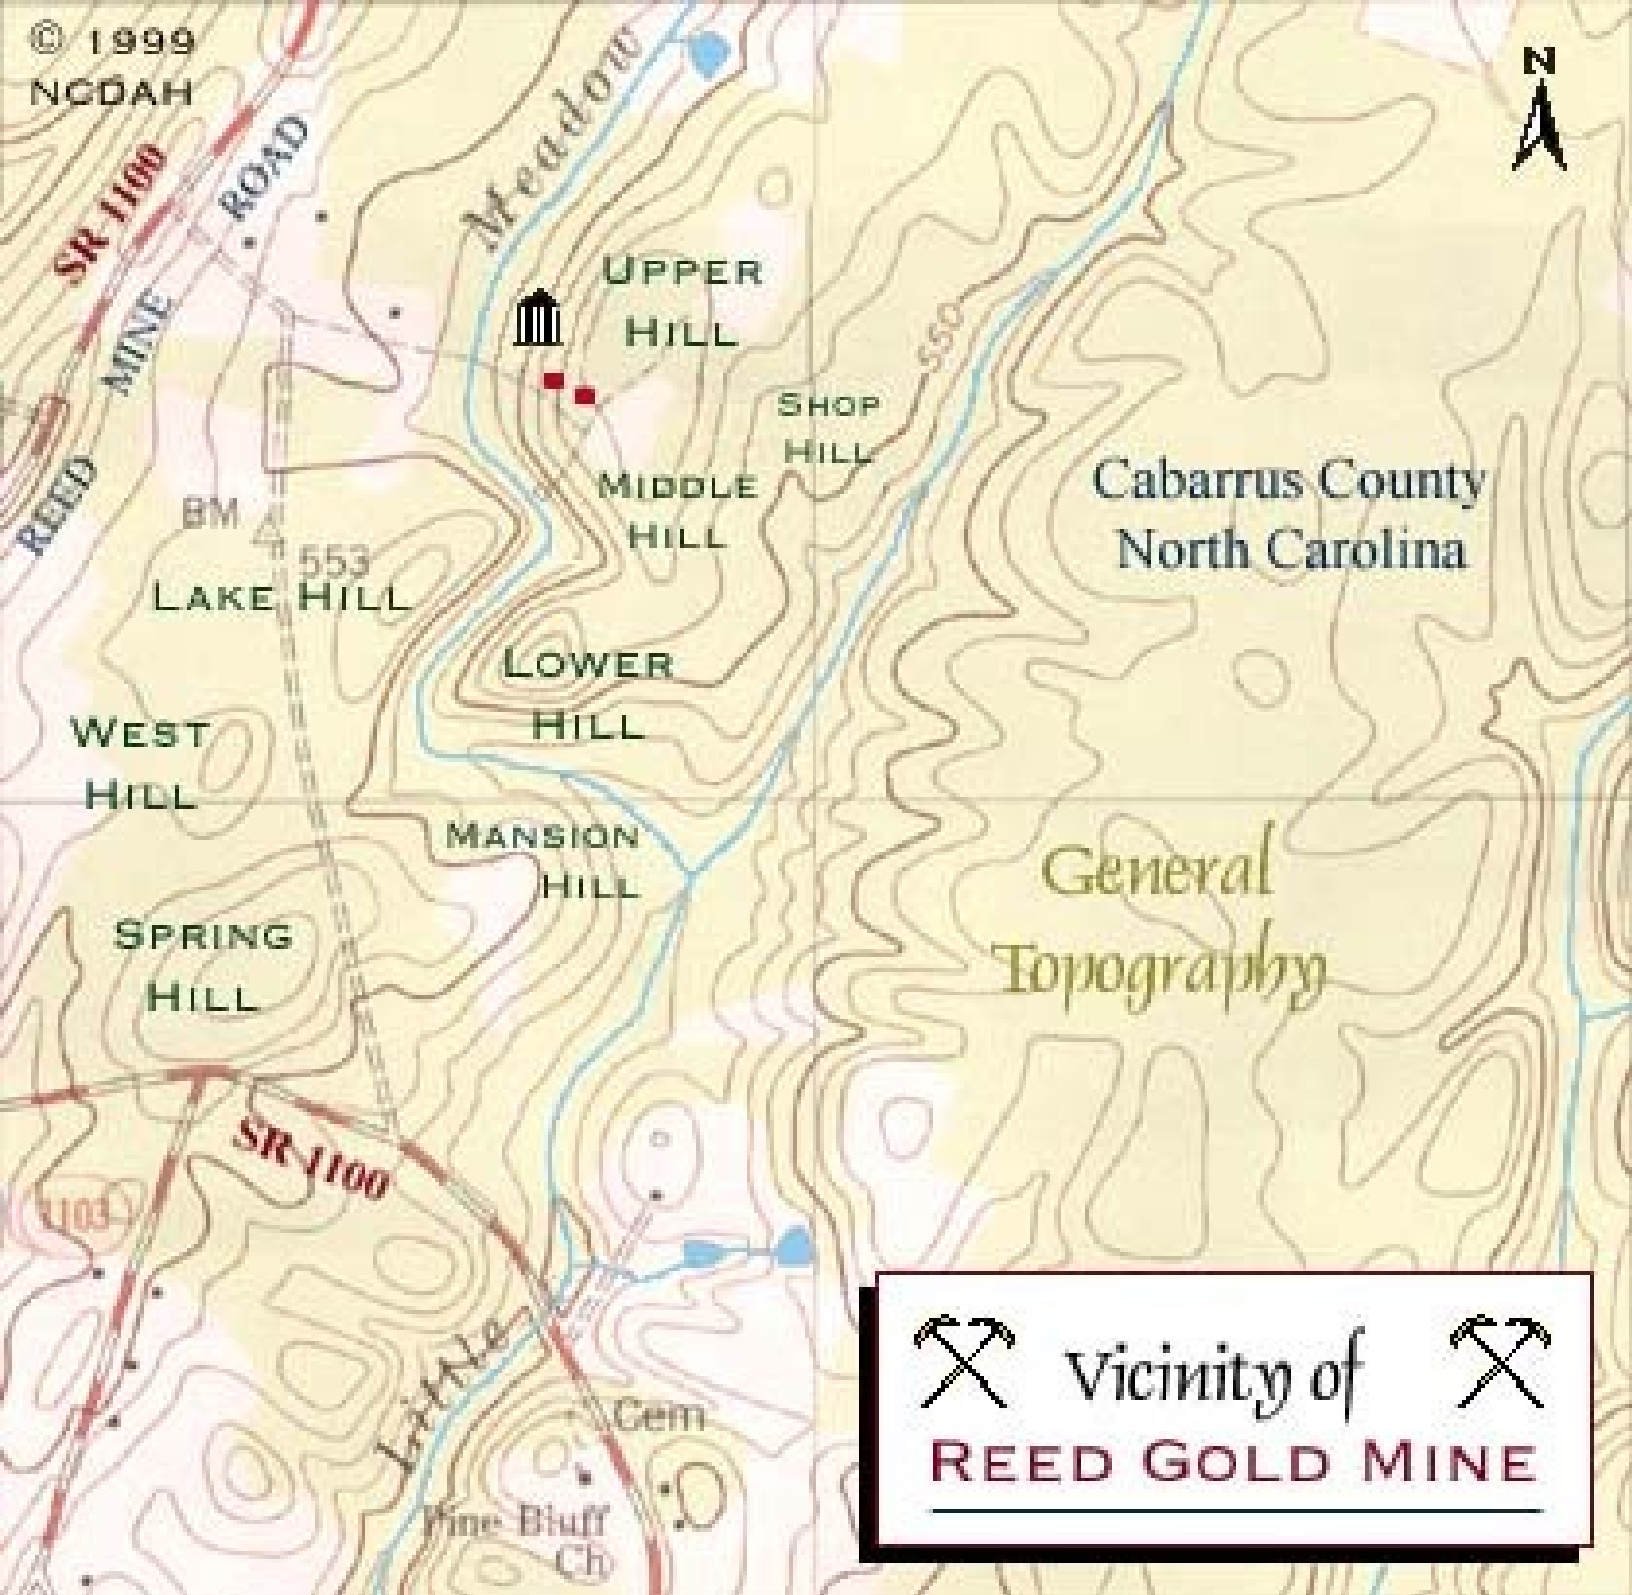 © 1999
NCDAH
Meadow
N
SR 1100
ROAD
MINE
REED
UPPER
HILL
550
SHOP
HILL
MIDDLE
HILL
Cabarrus County
North Carolina
BM
553
LAKE HILL
LOWER
HILL
WEST
HILL
MANSION
HILL
General
Topography
SPRING
HILL
SR 1100
1103
Little
Cem
Pine Bluff
Ch
Vicinity of
REED GOLD MINE